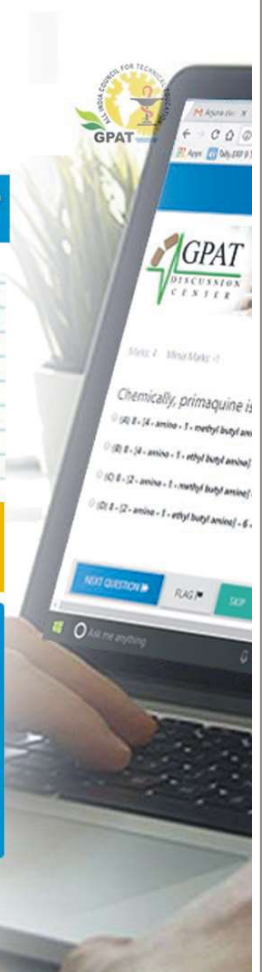 ALL INDIA COUNCIL FOR TECHNICAL EDUCATION
GPAT
Apps
GPAT
DISCUSSION
CENTER
Marks: 4 Minus Marks: -1
Chemically, primaquine is
(A) 8 - [4 - amino - 1 - methyl butyl am
(B) 8 - [4 - amino - 1 - ethyl butyl amino]
(C) 8 - [2 - amino - 1 - methyl butyl amino] -
(D) 8 - [2 - amino - 1 - ethyl butyl amino] - 6 -
NEXT QUESTION
FLAG
SKIP
Ask me anything